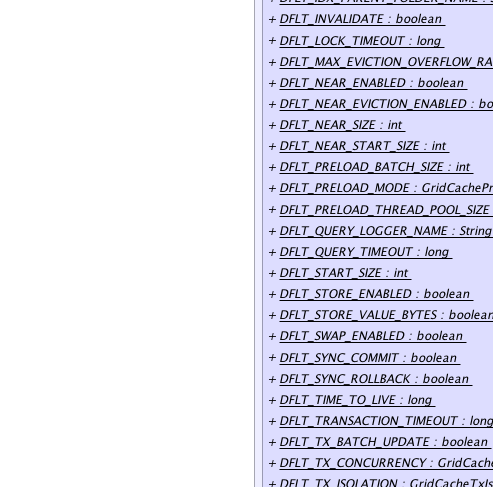 + DFLT_INVALIDATE : boolean
+ DFLT_LOCK_TIMEOUT : long
+ DFLT_MAX_EVICTION_OVERFLOW_RA
+ DFLT_NEAR_ENABLED : boolean
+ DFLT_NEAR_EVICTION_ENABLED : bo
+ DFLT_NEAR_SIZE : int
+ DFLT_NEAR_START_SIZE : int
+ DFLT_PRELOAD_BATCH_SIZE : int
+ DFLT_PRELOAD_MODE : GridCachePr
+ DFLT_PRELOAD_THREAD_POOL_SIZE
+ DFLT_QUERY_LOGGER_NAME : String
+ DFLT_QUERY_TIMEOUT : long
+ DFLT_START_SIZE : int
+ DFLT_STORE_ENABLED : boolean
+ DFLT_STORE_VALUE_BYTES : boolean
+ DFLT_SWAP_ENABLED : boolean
+ DFLT_SYNC_COMMIT : boolean
+ DFLT_SYNC_ROLLBACK : boolean
+ DFLT_TIME_TO_LIVE : long
+ DFLT_TRANSACTION_TIMEOUT : long
+ DFLT_TX_BATCH_UPDATE : boolean
+ DFLT_TX_CONCURRENCY : GridCache
+ DFLT_TX_ISOLATION : GridCacheTxIs